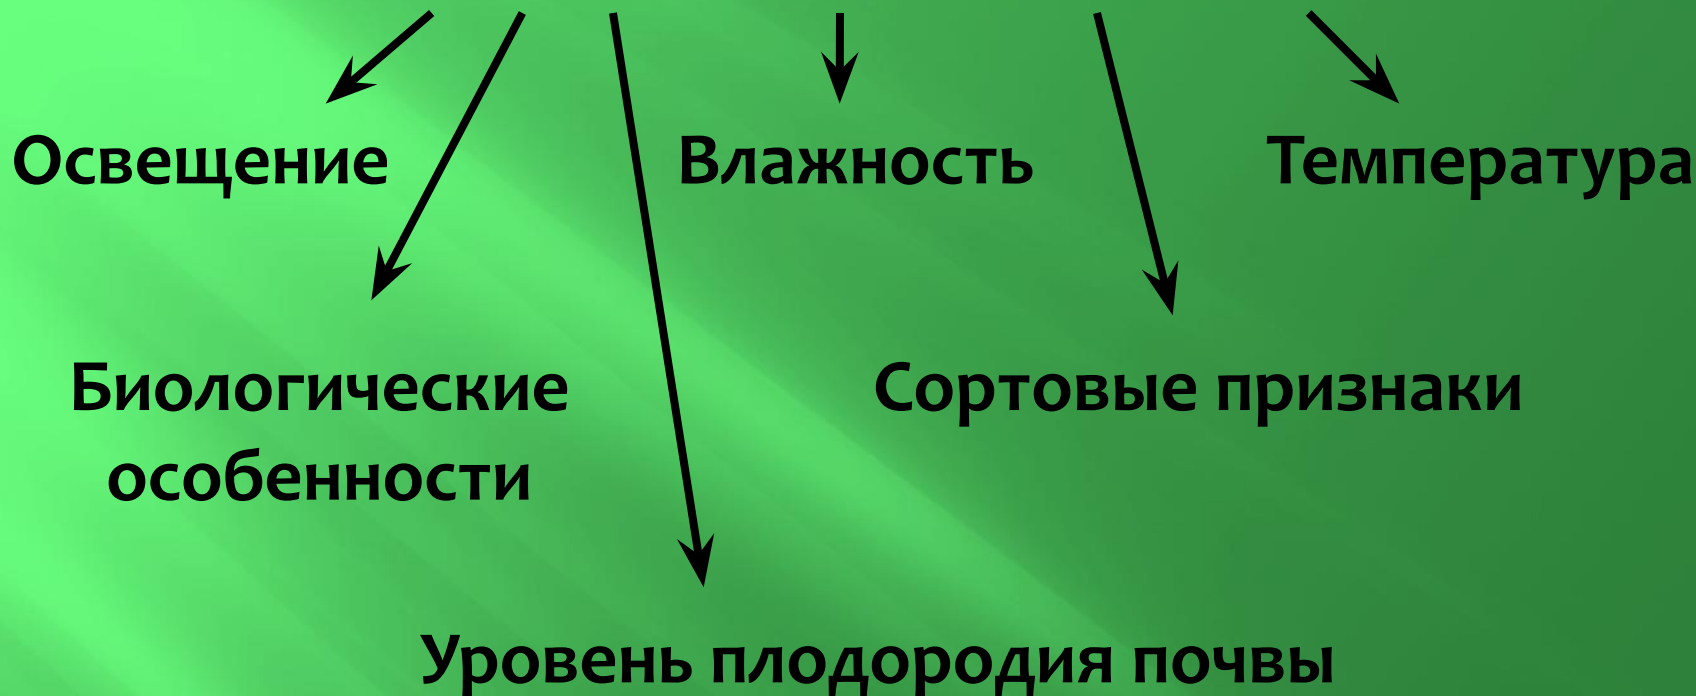 Освещение
Влажность
Температура
Биологические
особенности
Сортовые признаки
Уровень плодородия почвы